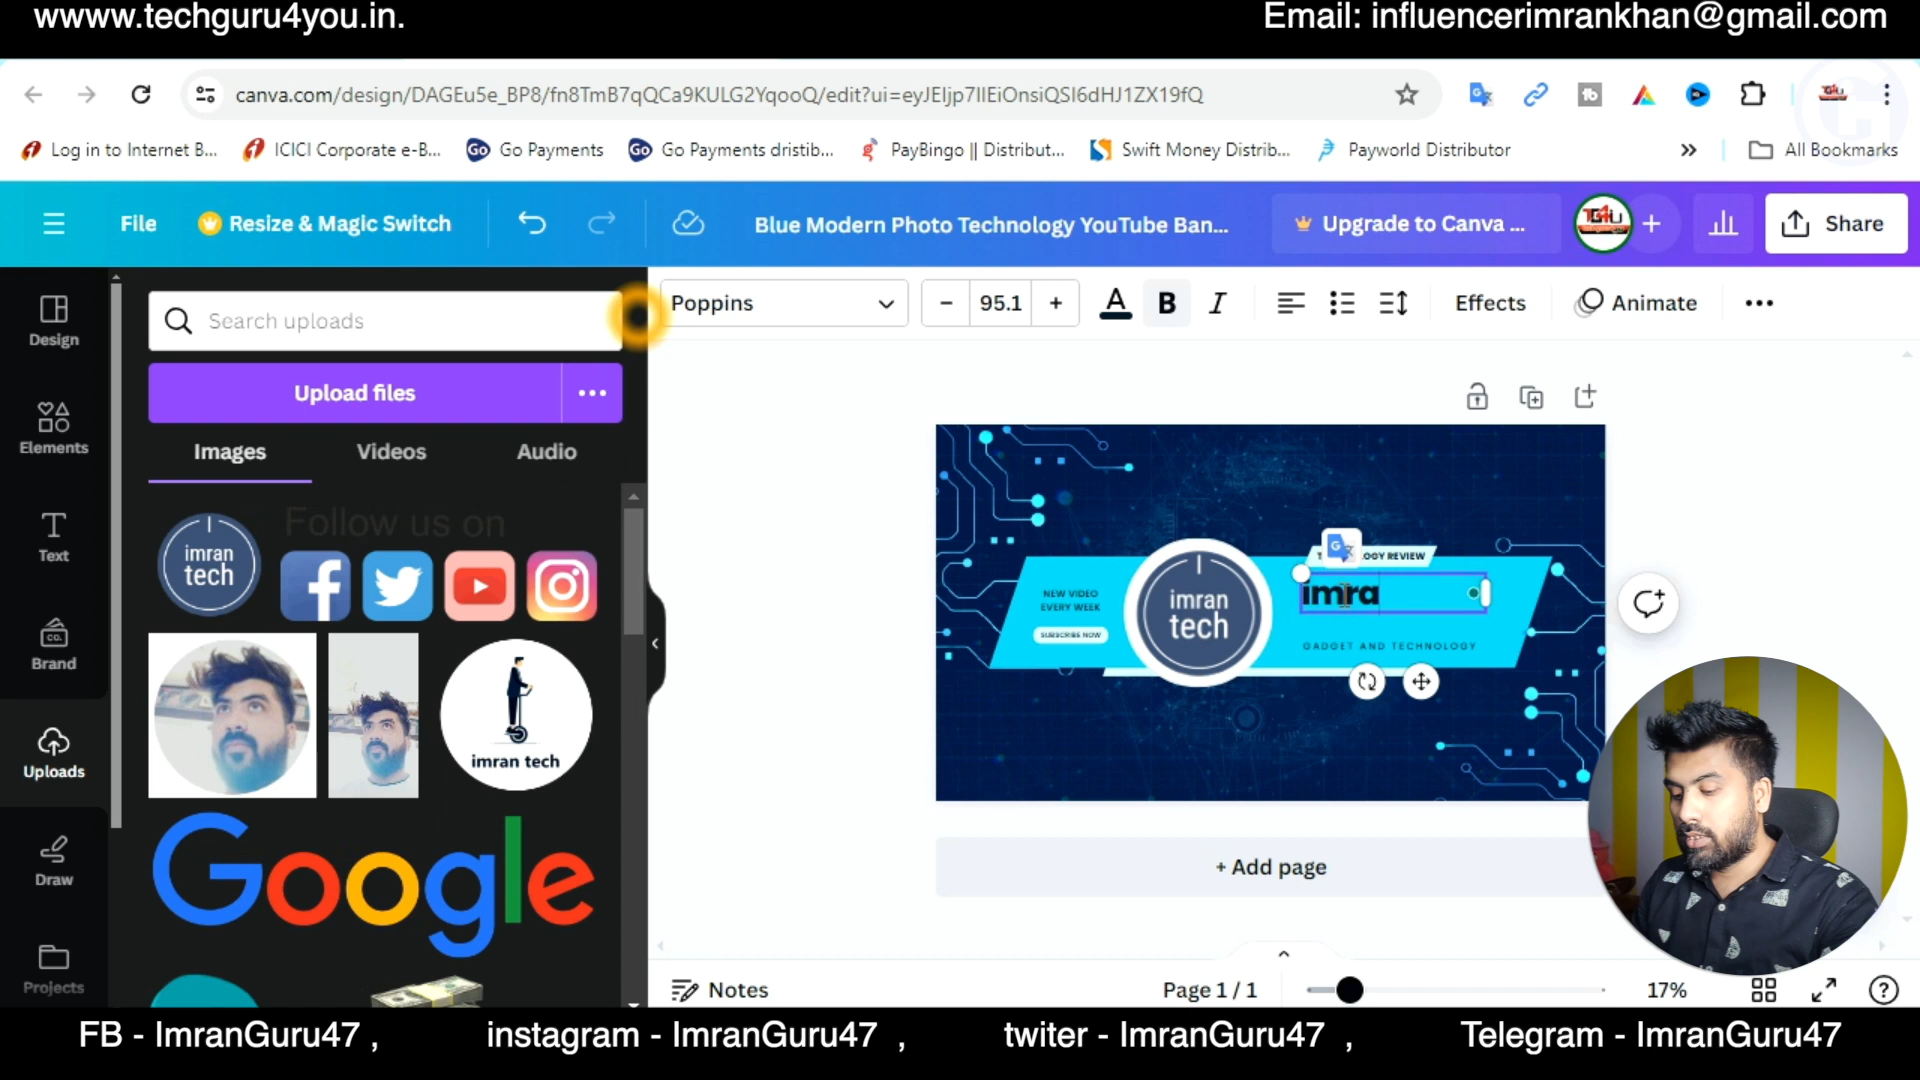 www.techguru4you.in.
Email: influencerimrankhan@gmail.com
canva.com/design/DAGEu5e_BP8/fn8TmB7qQCa9KULG2YqooQ/edit?ui=eyJEIjp7IlEiOnsiQSI6dHJ1ZX19fQ
Log in to Internet B...
ICICI Corporate e-B...
Go Payments
Go Payments dristib...
PayBingo || Distribut...
Swift Money Distrib...
Payworld Distributor
All Bookmarks
File
Resize & Magic Switch
Blue Modern Photo Technology YouTube Ban...
Upgrade to Canva ...
Share
Design
Elements
Text
Brand
Uploads
Draw
Projects
Search uploads
Upload files
Images
Videos
Audio
imran
tech
Follow us on
imran tech
Google
Poppins
95.1
Effects
Animate
NEW VIDEO
EVERY WEEK
SUBSCRIBE NOW
imran
tech
OGY REVIEW
imra
GADGET AND TECHNOLOGY
+ Add page
Notes
Page 1 / 1
17%
FB - ImranGuru47 ,
instagram - ImranGuru47 ,
twiter - ImranGuru47 ,
Telegram - ImranGuru47